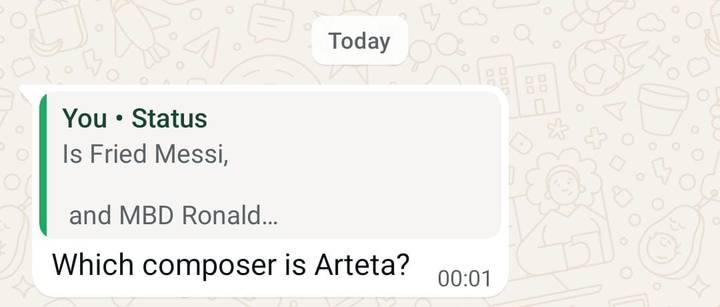 Today
You • Status
Is Fried Messi,
and MBD Ronald...
Which composer is Arteta?
00:01